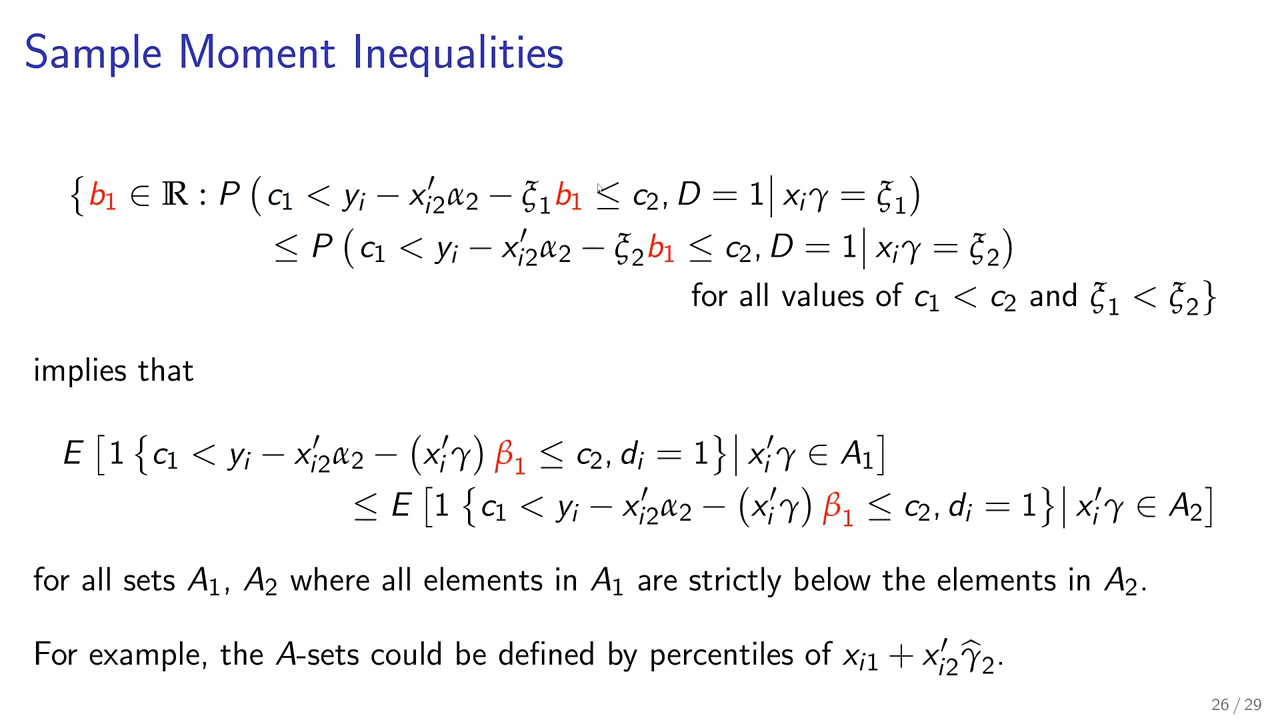 Sample Moment Inequalities
{b₁ ∈ ℝ : P (c₁ < yᵢ − x′ᵢ₂α₂ − ξ₁b₁ ≤ c₂, D = 1| xᵢγ = ξ₁)
≤ P (c₁ < yᵢ − x′ᵢ₂α₂ − ξ₂b₁ ≤ c₂, D = 1| xᵢγ = ξ₂)
for all values of c₁ < c₂ and ξ₁ < ξ₂}
implies that
E [1 {c₁ < yᵢ − x′ᵢ₂α₂ − (x′ᵢγ) β₁ ≤ c₂, dᵢ = 1}| x′ᵢγ ∈ A₁]
≤ E [1 {c₁ < yᵢ − x′ᵢ₂α₂ − (x′ᵢγ) β₁ ≤ c₂, dᵢ = 1}| x′ᵢγ ∈ A₂]
for all sets A₁, A₂ where all elements in A₁ are strictly below the elements in A₂.
For example, the A-sets could be defined by percentiles of xᵢ₁ + x′ᵢ₂γ̂₂.
26 / 29